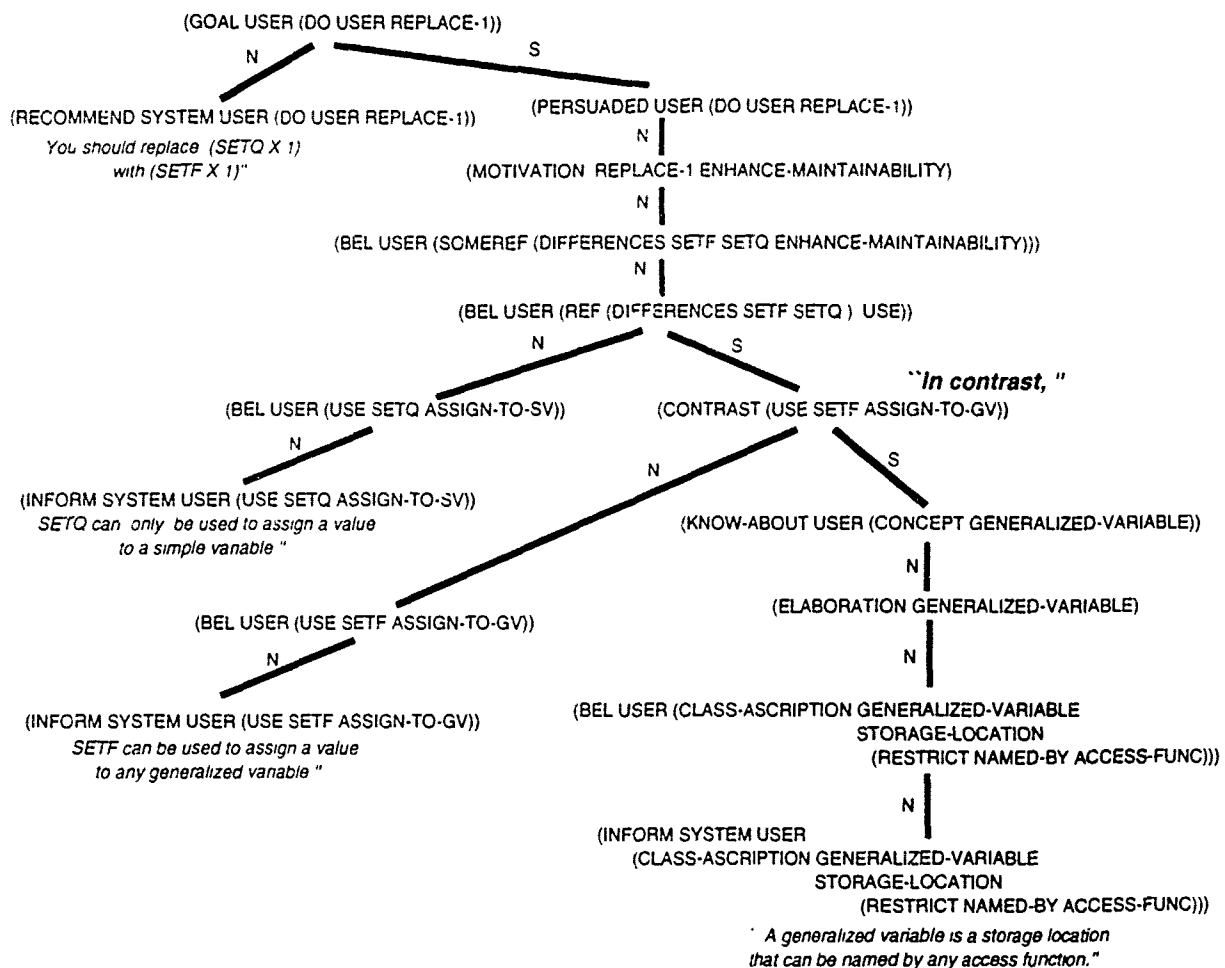 (GOAL USER (DO USER REPLACE-1))
N
S
(RECOMMEND SYSTEM USER (DO USER REPLACE-1))
You should replace (SETQ X 1)
with (SETF X 1)"
(PERSUADED USER (DO USER REPLACE-1))
N
(MOTIVATION REPLACE-1 ENHANCE-MAINTAINABILITY)
N
(BEL USER (SOMEREF (DIFFERENCES SETF SETQ ENHANCE-MAINTAINABILITY)))
N
(BEL USER (REF (DIFFERENCES SETF SETQ ) USE))
N
S
``In contrast, "
(BEL USER (USE SETQ ASSIGN-TO-SV))
(CONTRAST (USE SETF ASSIGN-TO-GV))
N
N
S
(INFORM SYSTEM USER (USE SETQ ASSIGN-TO-SV))
SETQ can only be used to assign a value
to a simple variable "
(KNOW-ABOUT USER (CONCEPT GENERALIZED-VARIABLE))
N
(ELABORATION GENERALIZED-VARIABLE)
(BEL USER (USE SETF ASSIGN-TO-GV))
N
N
(INFORM SYSTEM USER (USE SETF ASSIGN-TO-GV))
SETF can be used to assign a value
to any generalized variable "
(BEL USER (CLASS-ASCRIPTION GENERALIZED-VARIABLE
STORAGE-LOCATION
(RESTRICT NAMED-BY ACCESS-FUNC)))
N
(INFORM SYSTEM USER
(CLASS-ASCRIPTION GENERALIZED-VARIABLE
STORAGE-LOCATION
(RESTRICT NAMED-BY ACCESS-FUNC)))
` A generalized variable is a storage location
that can be named by any access function."